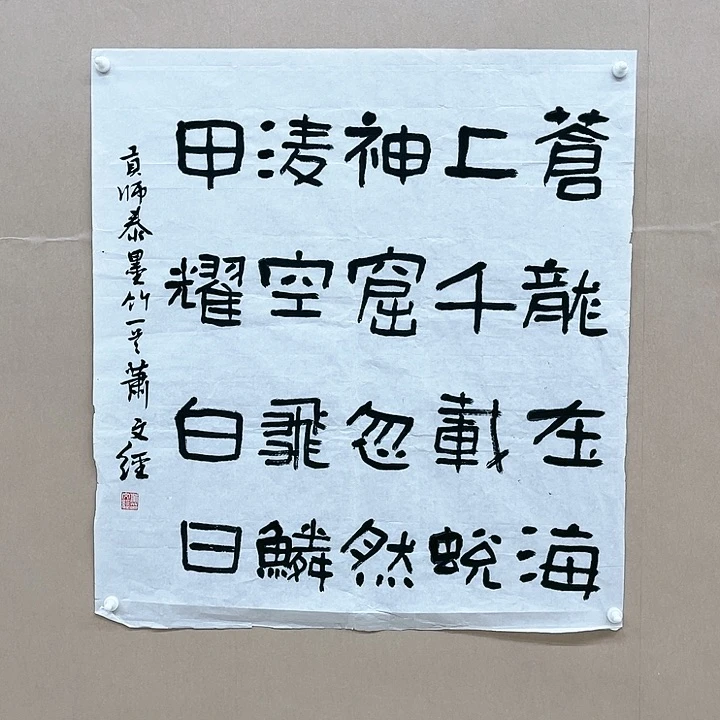 蒼龍在海
上千載蛻
神窟忽然
淩空飛鱗
甲耀白日
貢師泰墨竹一首蕭文經